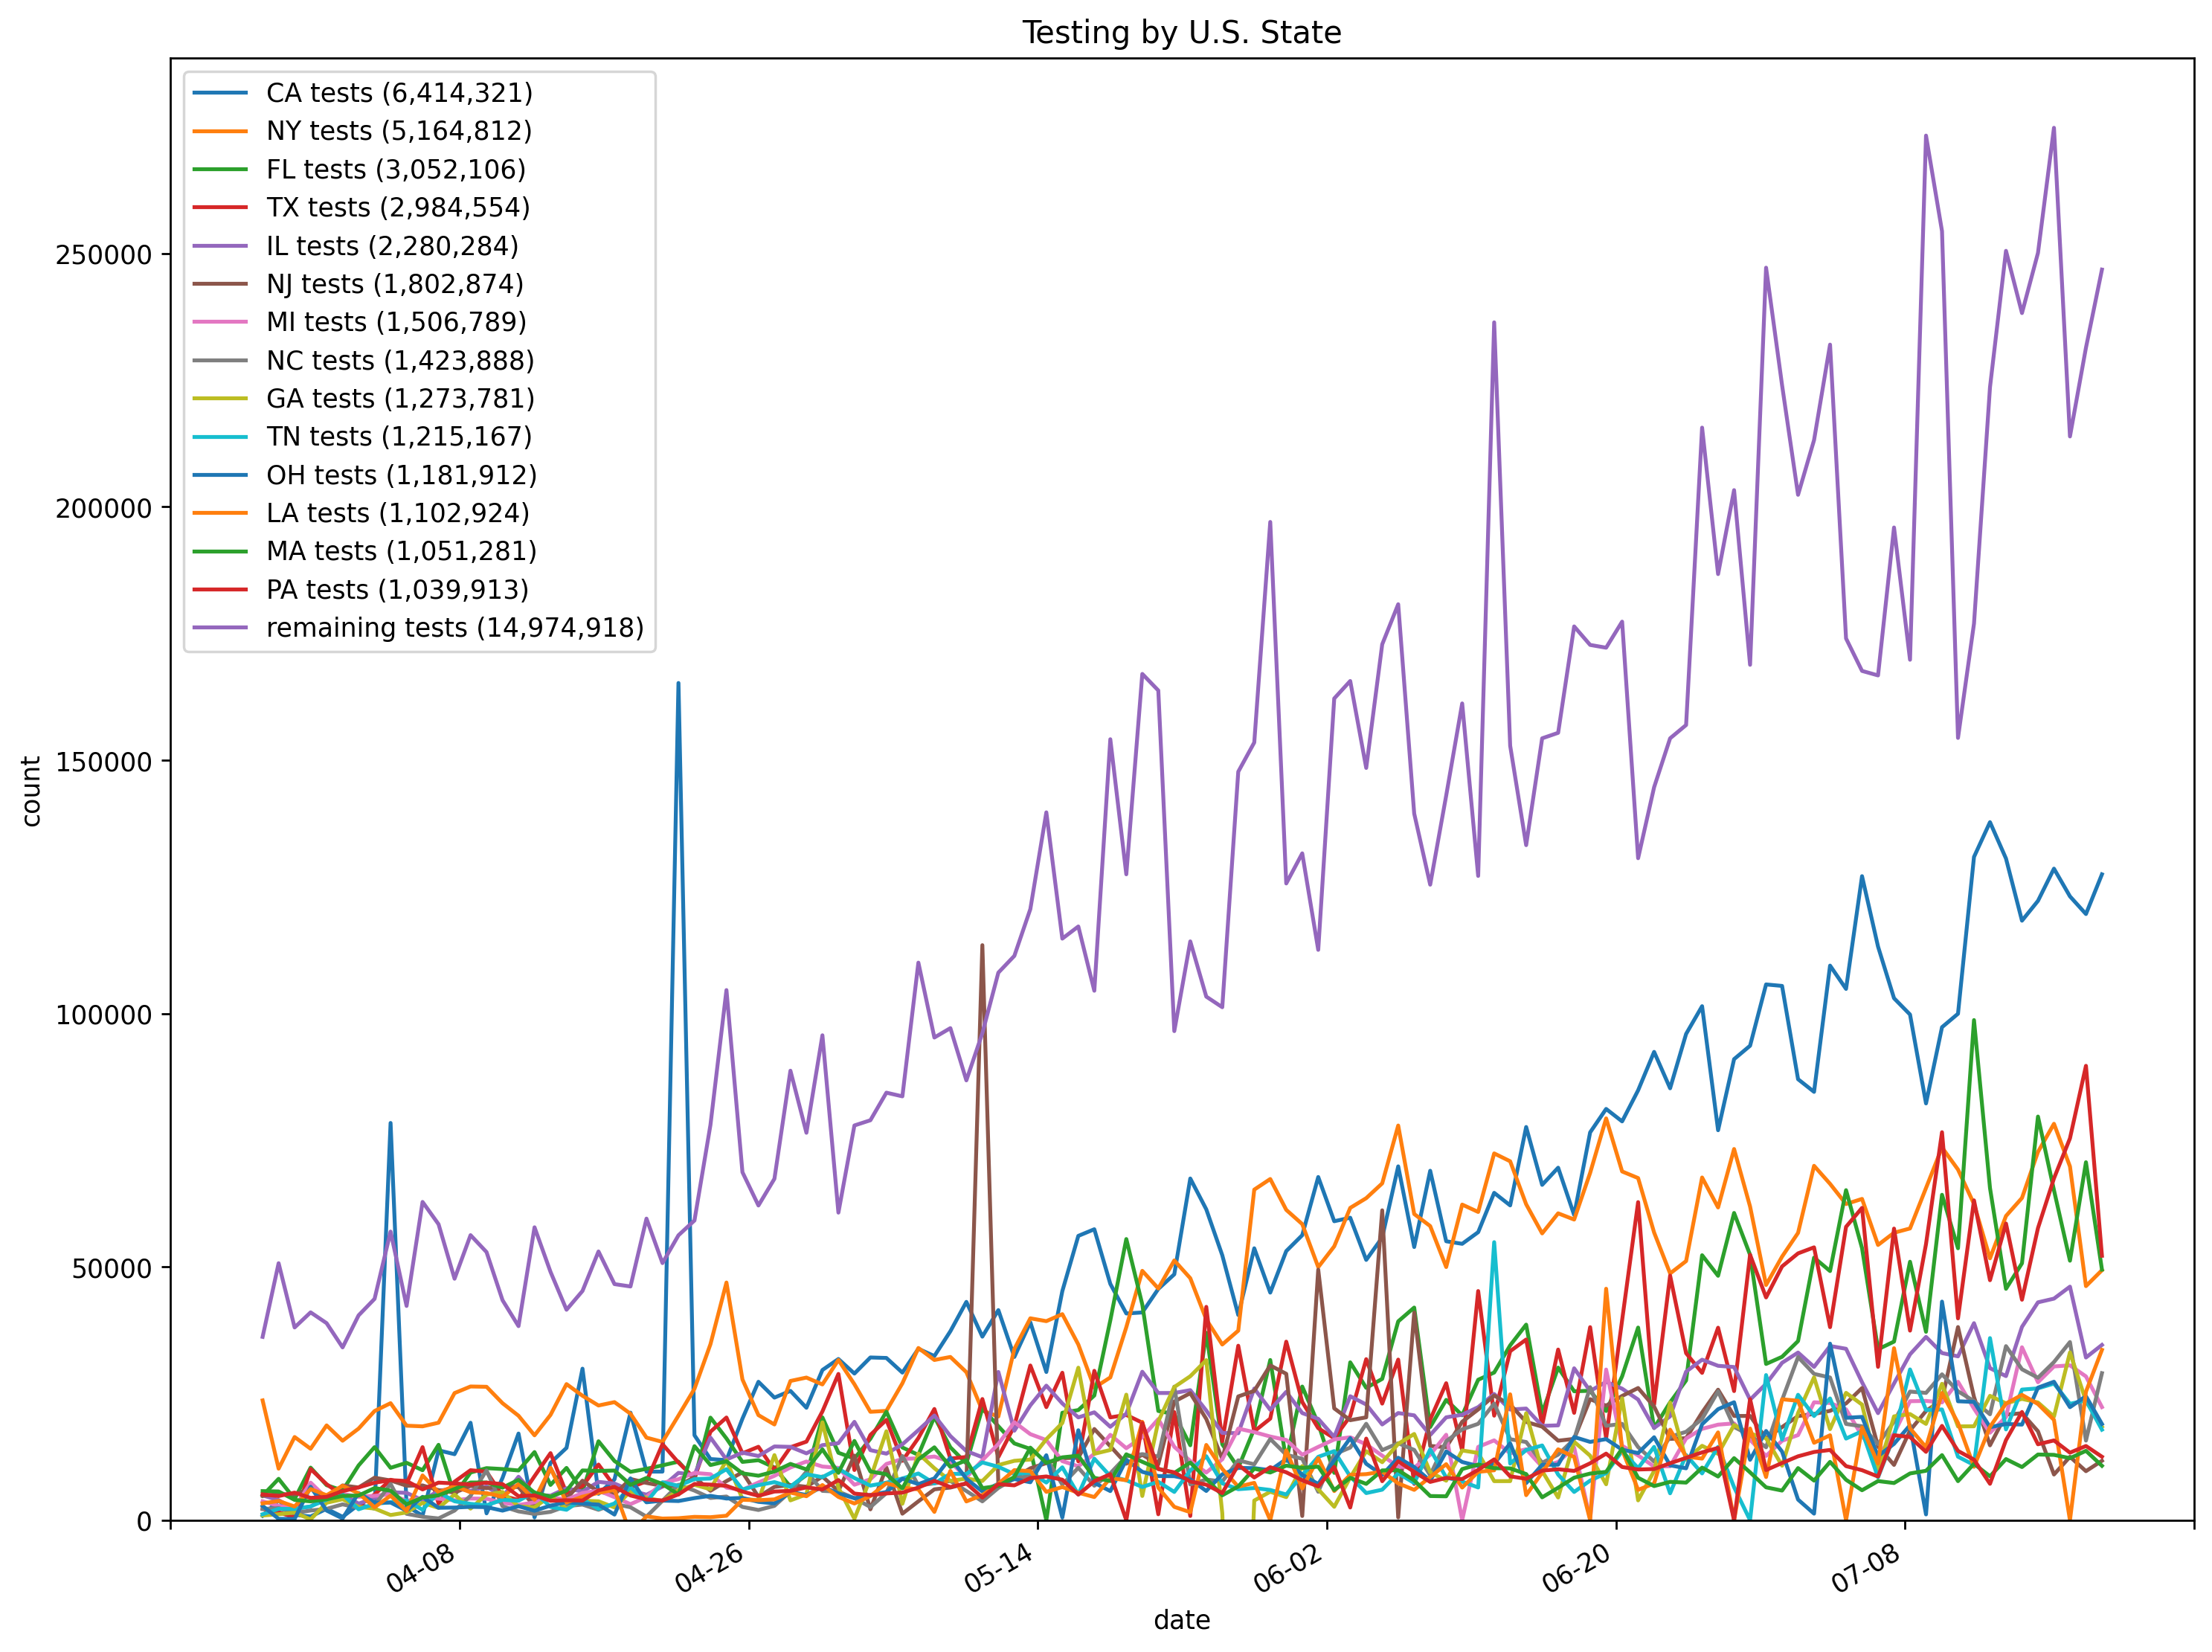 Testing by U.S. State
CA tests (6,414,321)
NY tests (5,164,812)
FL tests (3,052,106)
TX tests (2,984,554)
IL tests (2,280,284)
NJ tests (1,802,874)
MI tests (1,506,789)
NC tests (1,423,888)
GA tests (1,273,781)
TN tests (1,215,167)
OH tests (1,181,912)
LA tests (1,102,924)
MA tests (1,051,281)
PA tests (1,039,913)
remaining tests (14,974,918)
250000
200000
150000
100000
50000
0
count
04-08
04-26
05-14
06-02
06-20
07-08
date